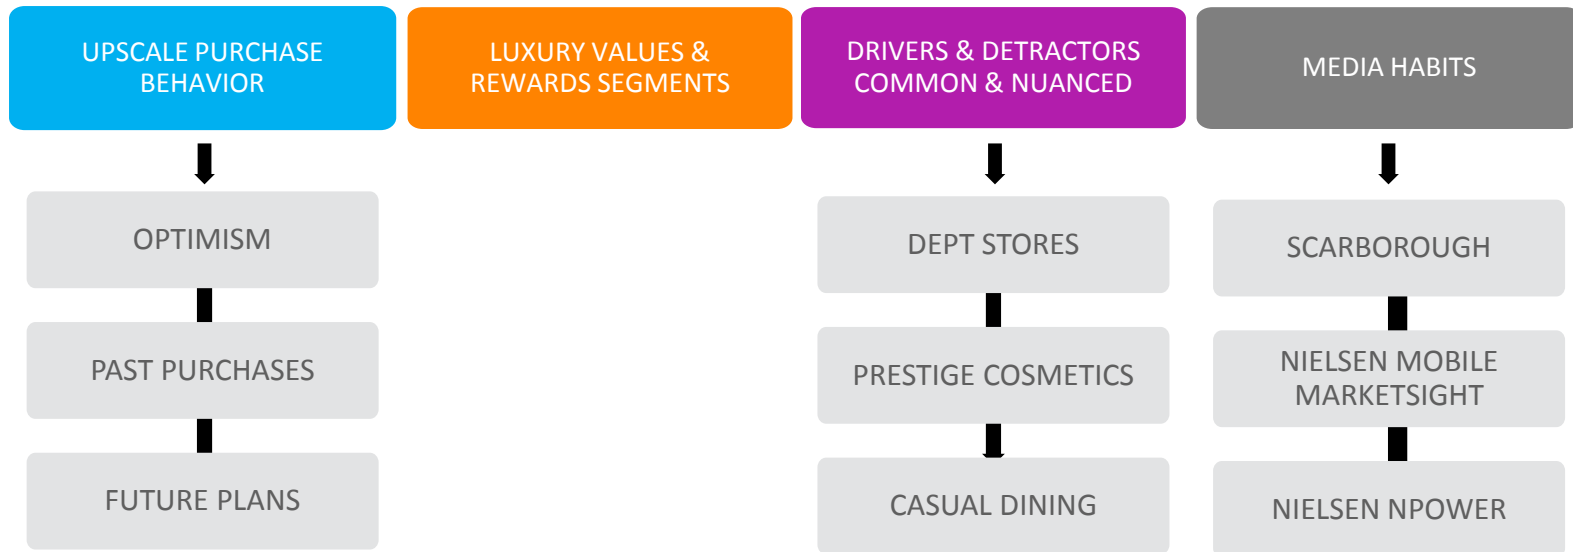 UPSCALE PURCHASE
BEHAVIOR
LUXURY VALUES &
REWARDS SEGMENTS
DRIVERS & DETRACTORS
COMMON & NUANCED
MEDIA HABITS
OPTIMISM
PAST PURCHASES
FUTURE PLANS
DEPT STORES
PRESTIGE COSMETICS
CASUAL DINING
SCARBOROUGH
NIELSEN MOBILE
MARKETSIGHT
NIELSEN NPOWER